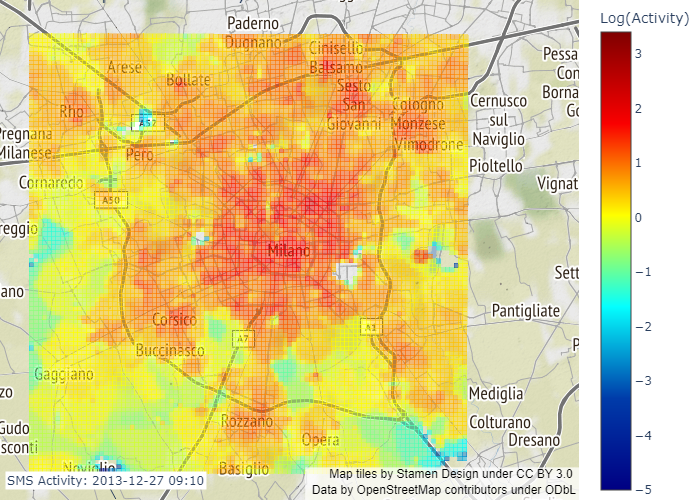 Paderno
Dugnano
Cinisello
Balsamo
Arese
Bollate
Sesto
San
Giovanni
Rho
A52
Cologno
Monzese
Vimodrone
Pero
Pregnana
Milanese
Cornaredo
A50
Cernusco
sul
Naviglio
Pioltello
Pessa
Con
Borna
Go
Vignat
reggio
Milano
Sett
ano
Corsico
A7
Buccinasco
Pantigliate
P
Gaggiano
zo
Mediglia
Rozzano
Opera
Colturano
Dresano
Gudo
sconti
Noviglio
Basiglio
SMS Activity: 2013-12-27 09:10
Map tiles by Stamen Design under CC BY 3.0
Data by OpenStreetMap contributors under ODbL
Log(Activity)
3
2
1
0
−1
−2
−3
−4
−5